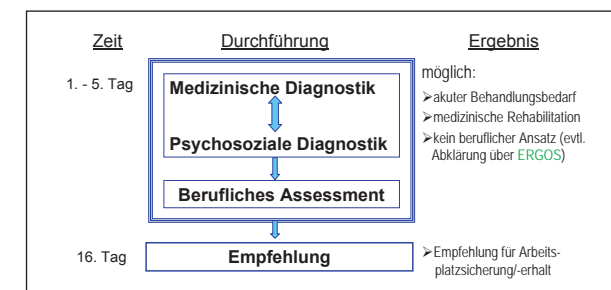 Zeit Durchführung Ergebnis
1. - 5. Tag
Medizinische Diagnostik
Psychosoziale Diagnostik
Berufliches Assessment
möglich:
➢akuter Behandlungsbedarf
➢medizinische Rehabilitation
➢kein beruflicher Ansatz (evtl.
Abklärung über ERGOS)
16. Tag
Empfehlung
➢Empfehlung für Arbeits-
platzsicherung/-erhalt